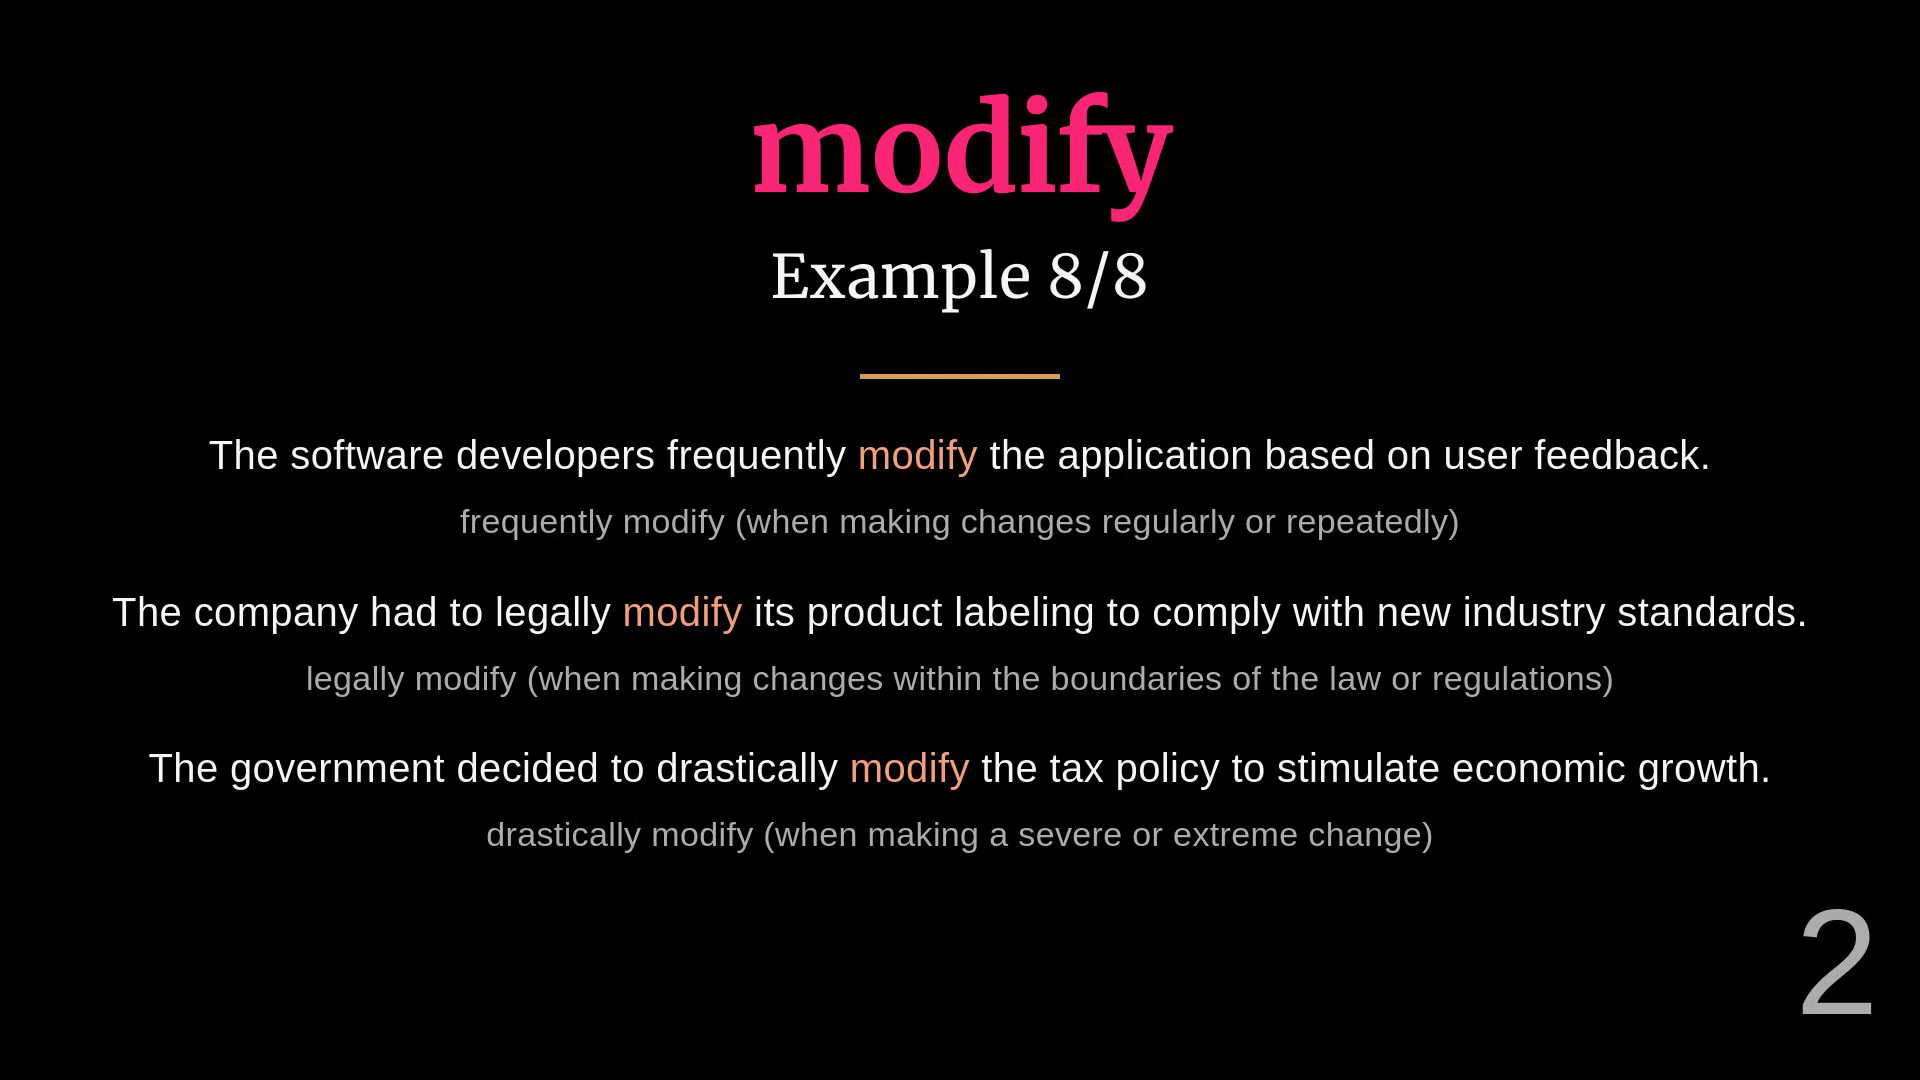 modify
Example 8/8
The software developers frequently modify the application based on user feedback.
frequently modify (when making changes regularly or repeatedly)
The company had to legally modify its product labeling to comply with new industry standards.
legally modify (when making changes within the boundaries of the law or regulations)
The government decided to drastically modify the tax policy to stimulate economic growth.
drastically modify (when making a severe or extreme change)
2